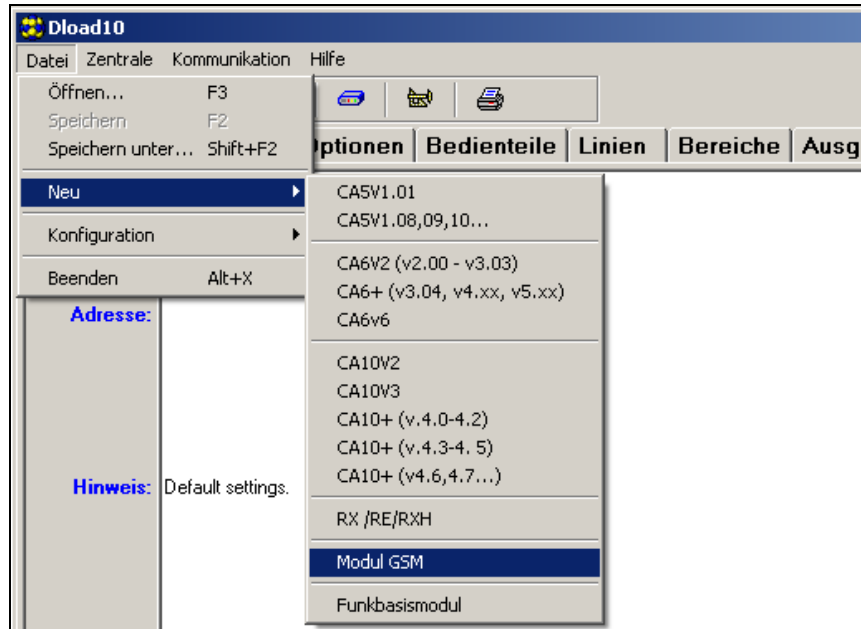 Dload10
Datei Zentrale Kommunikation Hilfe
Öffnen... F3
Speichern F2
Speichern unter... Shift+F2
Neu
Konfiguration
Beenden Alt+X
Bedienteile Linien Bereiche
CA5V1.01
CA5V1.08,09,10...
CA6V2 (v2.00 - v3.03)
CA6+ (v3.04, v4.xx, v5.xx)
CA6v6
CA10V2
CA10V3
CA10+ (v.4.0-4.2)
CA10+ (v.4.3-4. 5)
CA10+ (v4.6,4.7...)
RX /RE/RXH
Modul GSM
Funkbasismodul
Adresse:
Hinweis: Default settings.